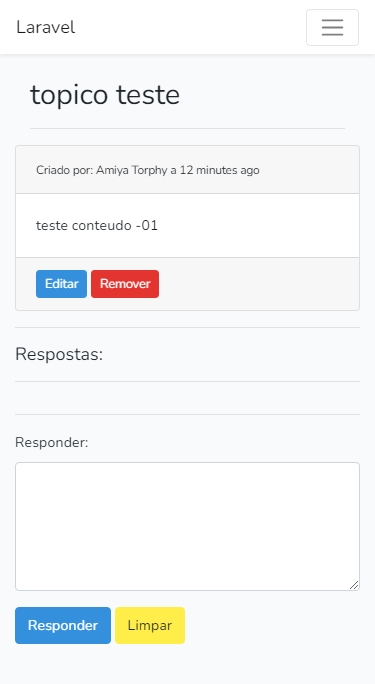 Laravel
topico teste
Criado por: Amiya Torphy a 12 minutes ago
teste conteudo -01
Editar Remover
Respostas:
Responder:
Responder Limpar